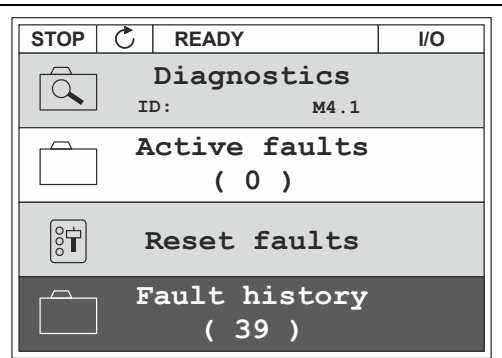 STOP READY I/O
Diagnostics
ID: M4.1
Active faults
( 0 )
Reset faults
Fault history
( 39 )